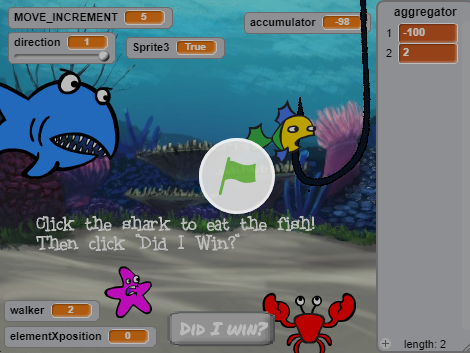 MOVE_INCREMENT 5
direction 1
Sprite3 True
accumulator -98
aggregator
1 -100
2 2
Click the shark to eat the fish!
Then click "Did I Win?"
walker 2
elementXposition 0
DID I WIN?
+ length: 2